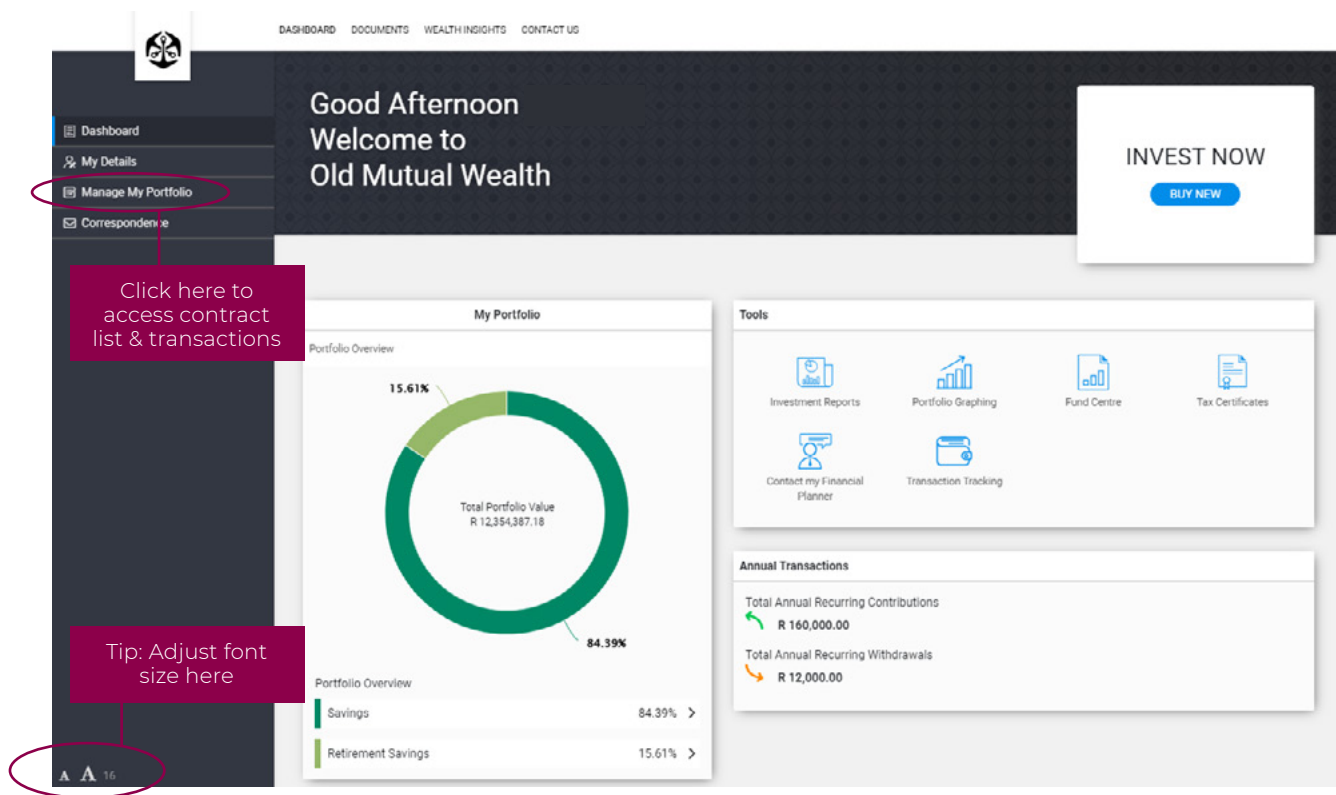 DASHBOARD DOCUMENTS WEALTH INSIGHTS CONTACT US
Dashboard
My Details
Manage My Portfolio
Correspondence
Click here to
access contract
list & transactions
Tip: Adjust font
size here
A A 16
Good Afternoon
Welcome to
Old Mutual Wealth
INVEST NOW
BUY NEW
My Portfolio
Portfolio Overview
15.61%
Total Portfolio Value
R 12,354,387.18
84.39%
Portfolio Overview
Savings 84.39%
Retirement Savings 15.61%
Tools
Investment Reports
Portfolio Graphing
Fund Centre
Tax Certificates
Contact my Financial
Planner
Transaction Tracking
Annual Transactions
Total Annual Recurring Contributions
R 160,000.00
Total Annual Recurring Withdrawals
R 12,000.00